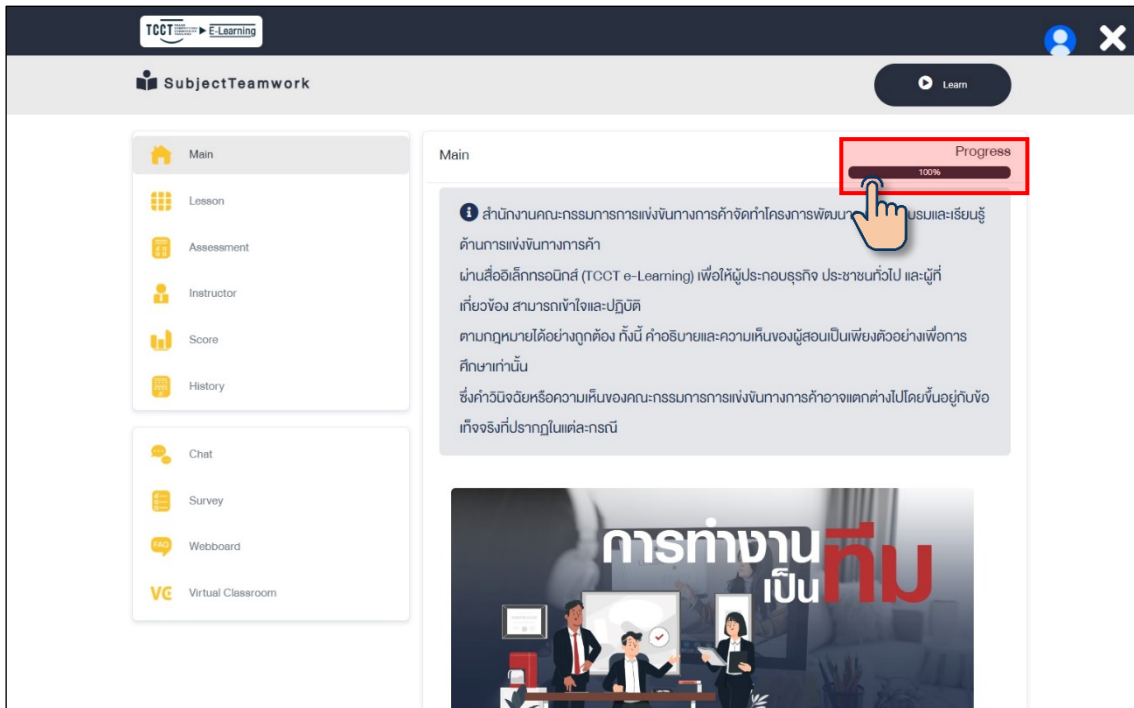 TCCT
E-Learning
SubjectTeamwork
Learn
Main
Lesson
Assessment
Instructor
Score
History
Chat
Survey
FAQ
Webboard
VC
Virtual Classroom
Main
Progress
100%
สำนักงานคณะกรรมการการแข่งขันทางการค้าจัดทำโครงการพัฒนา บรมและเรียนรู้
ด้านการแข่งขันทางการค้า
ผ่านสื่ออิเล็กทรอนิกส์ (TCCT e-Learning) เพื่อให้ผู้ประกอบธุรกิจ ประชาชนทั่วไป และผู้ที่
เกี่ยวข้อง สามารถเข้าใจและปฏิบัติ
ตามกฎหมายได้อย่างถูกต้อง ทั้งนี้ คำอธิบายและความเห็นของผู้สอนเป็นเพียงตัวอย่างเพื่อการ
ศึกษาเท่านั้น
ซึ่งคำวินิจฉัยหรือความเห็นของคณะกรรมการการแข่งขันทางการค้าอาจแตกต่างไปโดยขึ้นอยู่กับข้อ
เท็จจริงที่ปรากฏในแต่ละกรณี
การทำงาน
เป็นทีม